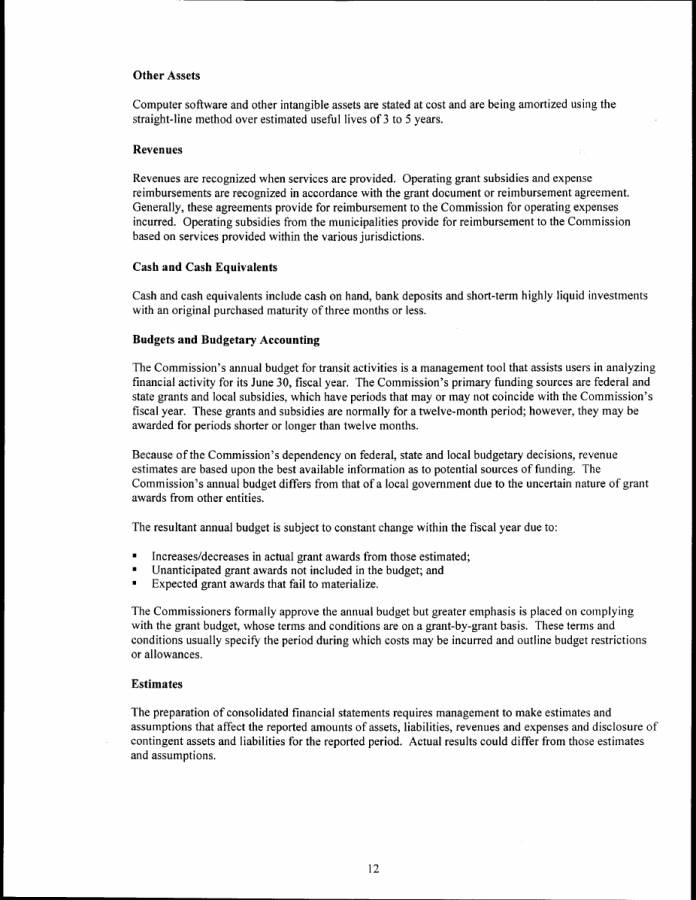 Other Assets
Computer software and other intangible assets are stated at cost and are being amortized using the
straight-line method over estimated useful lives of 3 to 5 years.
Revenues
Revenues are recognized when services are provided. Operating grant subsidies and expense
reimbursements are recognized in accordance with the grant document or reimbursement agreement.
Generally, these agreements provide for reimbursement to the Commission for operating expenses
incurred. Operating subsidies from the municipalities provide for reimbursement to the Commission
based on services provided within the various jurisdictions.
Cash and Cash Equivalents
Cash and cash equivalents include cash on hand, bank deposits and short-term highly liquid investments
with an original purchased maturity of three months or less.
Budgets and Budgetary Accounting
The Commission's annual budget for transit activities is a management tool that assists users in analyzing
financial activity for its June 30, fiscal year. The Commission's primary funding sources are federal and
state grants and local subsidies, which have periods that may or may not coincide with the Commission's
fiscal year. These grants and subsidies are normally for a twelve-month period; however, they may be
awarded for periods shorter or longer than twelve months.
Because of the Commission's dependency on federal, state and local budgetary decisions, revenue
estimates are based upon the best available information as to potential sources of funding. The
Commission's annual budget differs from that of a local government due to the uncertain nature of grant
awards from other entities.
The resultant annual budget is subject to constant change within the fiscal year due to:
▪ Increases/decreases in actual grant awards from those estimated;
▪ Unanticipated grant awards not included in the budget; and
▪ Expected grant awards that fail to materialize.
The Commissioners formally approve the annual budget but greater emphasis is placed on complying
with the grant budget, whose terms and conditions are on a grant-by-grant basis. These terms and
conditions usually specify the period during which costs may be incurred and outline budget restrictions
or allowances.
Estimates
The preparation of consolidated financial statements requires management to make estimates and
assumptions that affect the reported amounts of assets, liabilities, revenues and expenses and disclosure of
contingent assets and liabilities for the reported period. Actual results could differ from those estimates
and assumptions.
12